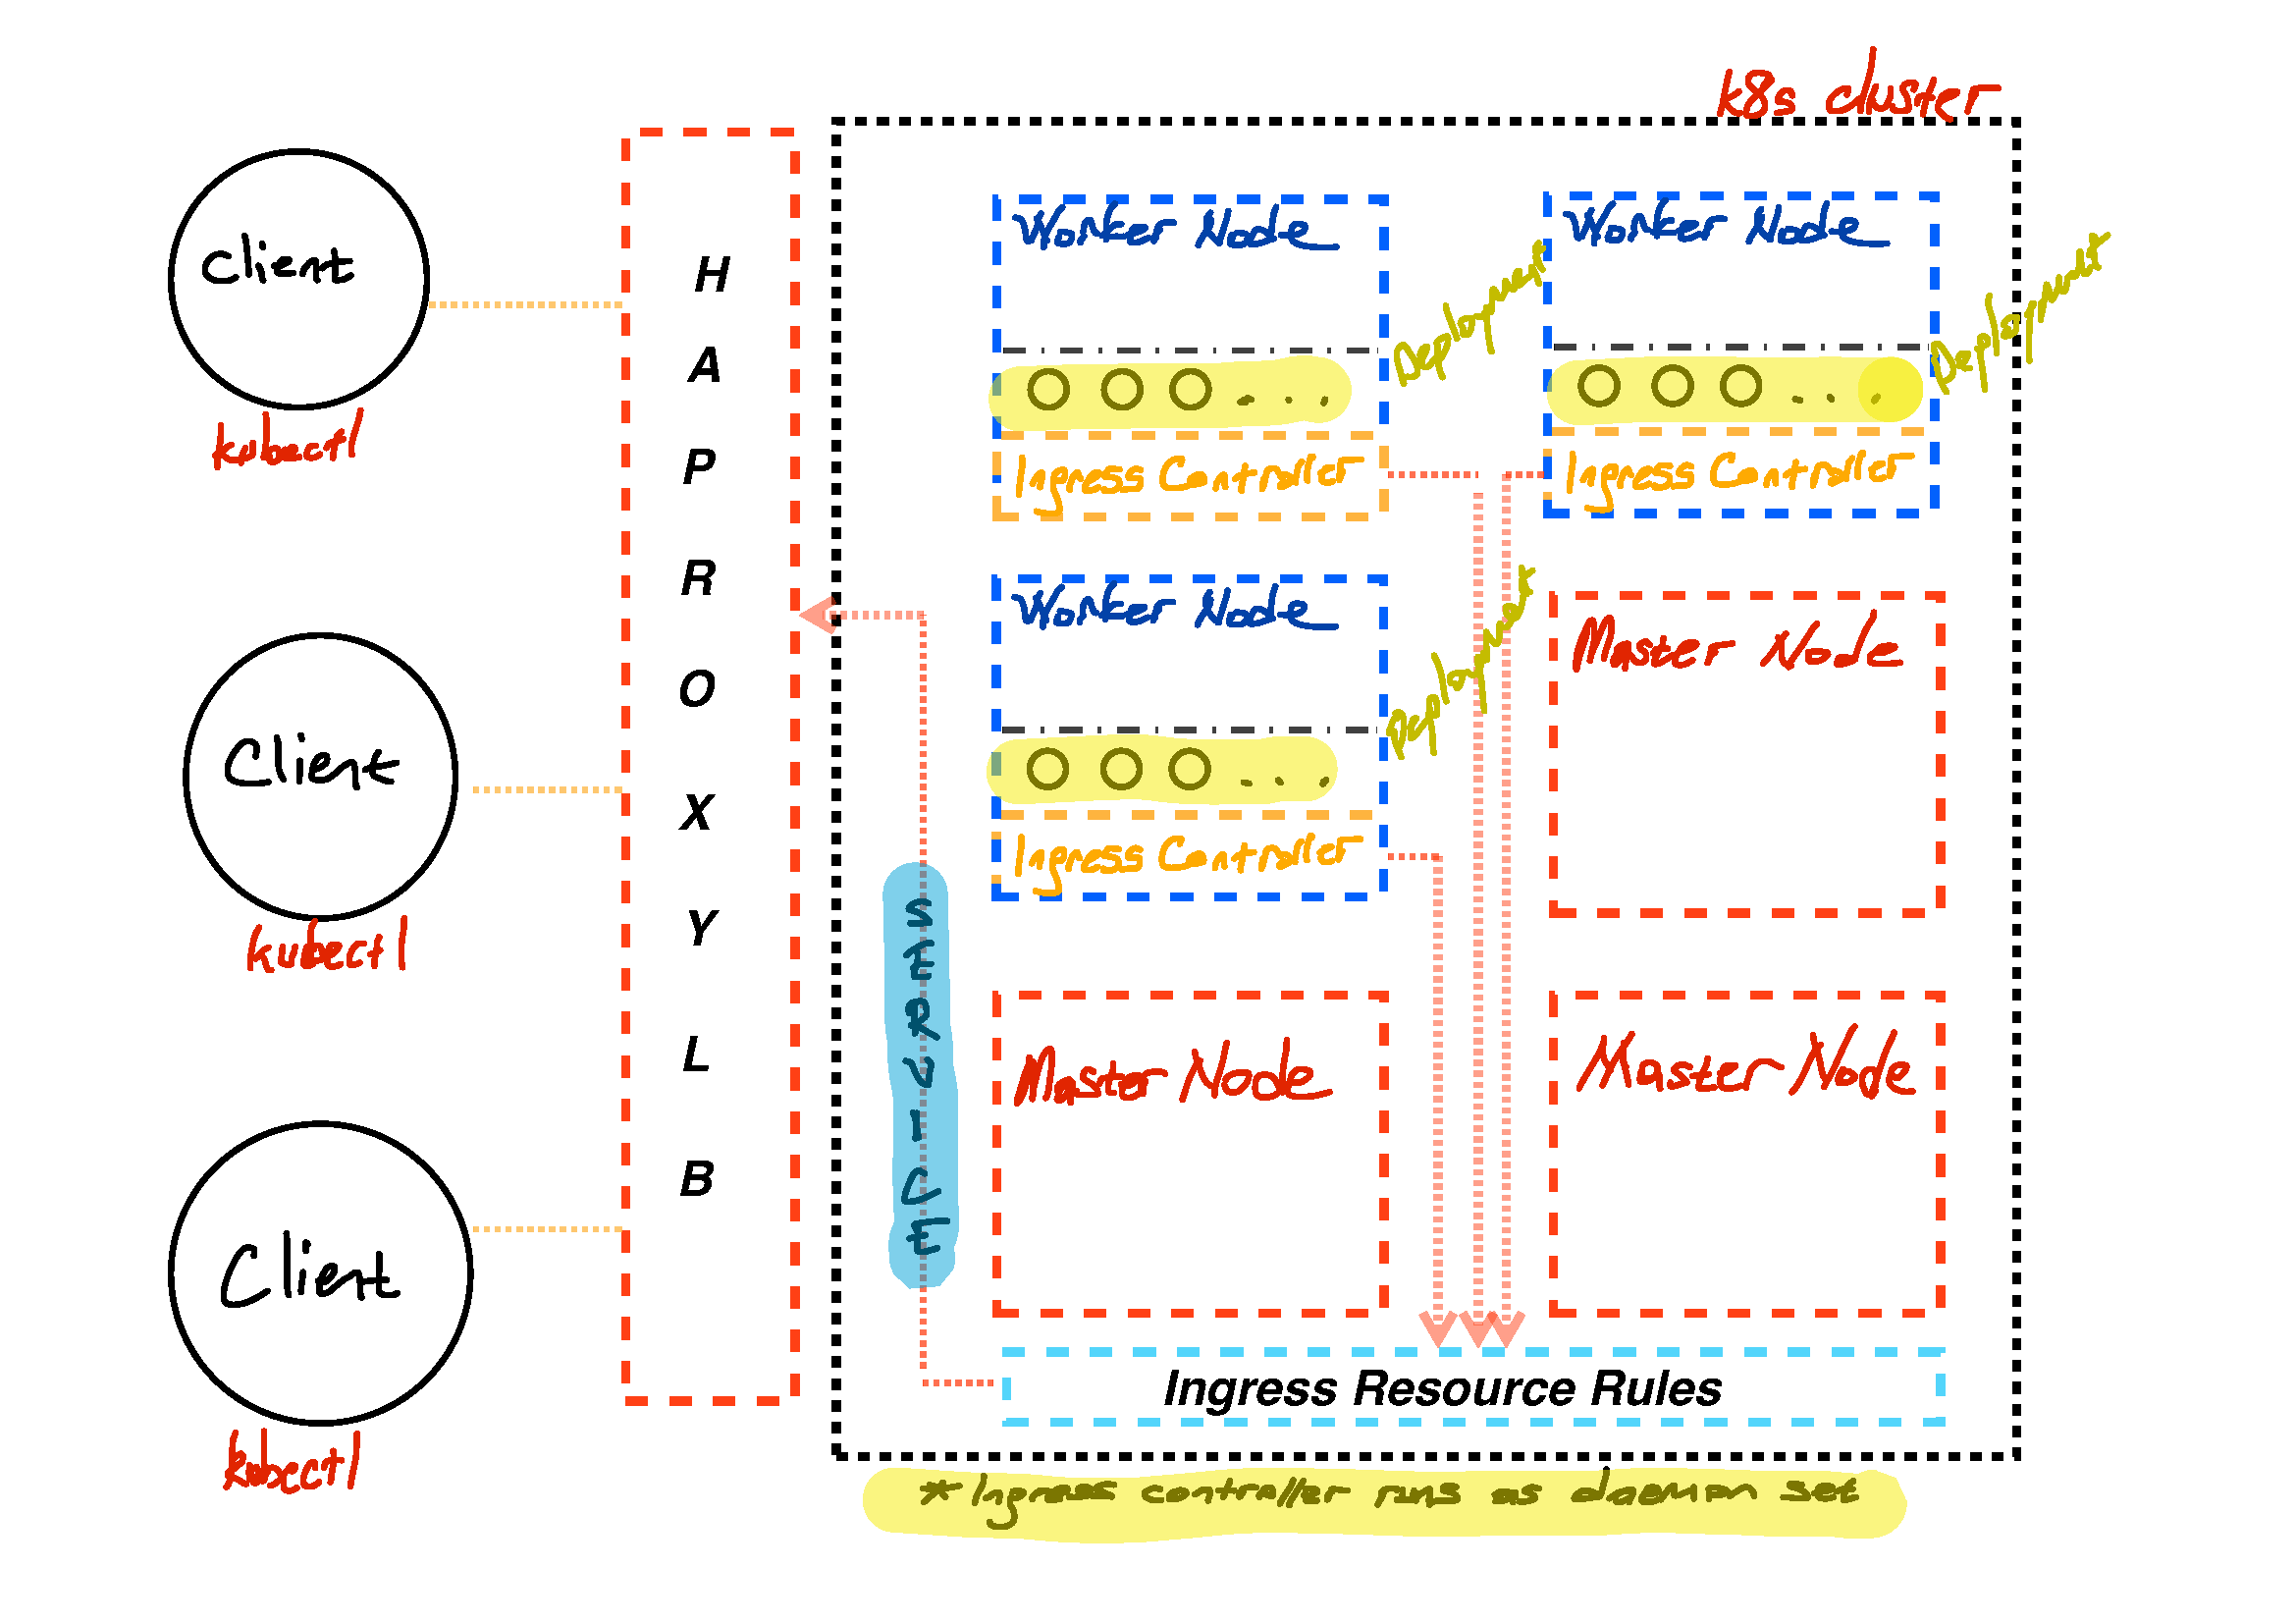 k8s cluster
Client
kubectl
Client
kubectl
Client
kubectl
H
A
P
R
O
X
Y
L
B
Worker Node
Deployment
Ingress Controller
Worker Node
Deployment
Ingress Controller
Worker Node
Deployment
Ingress Controller
Master Node
SERVICE
Master Node
Master Node
Ingress Resource Rules
* Ingress controller runs as daemon set